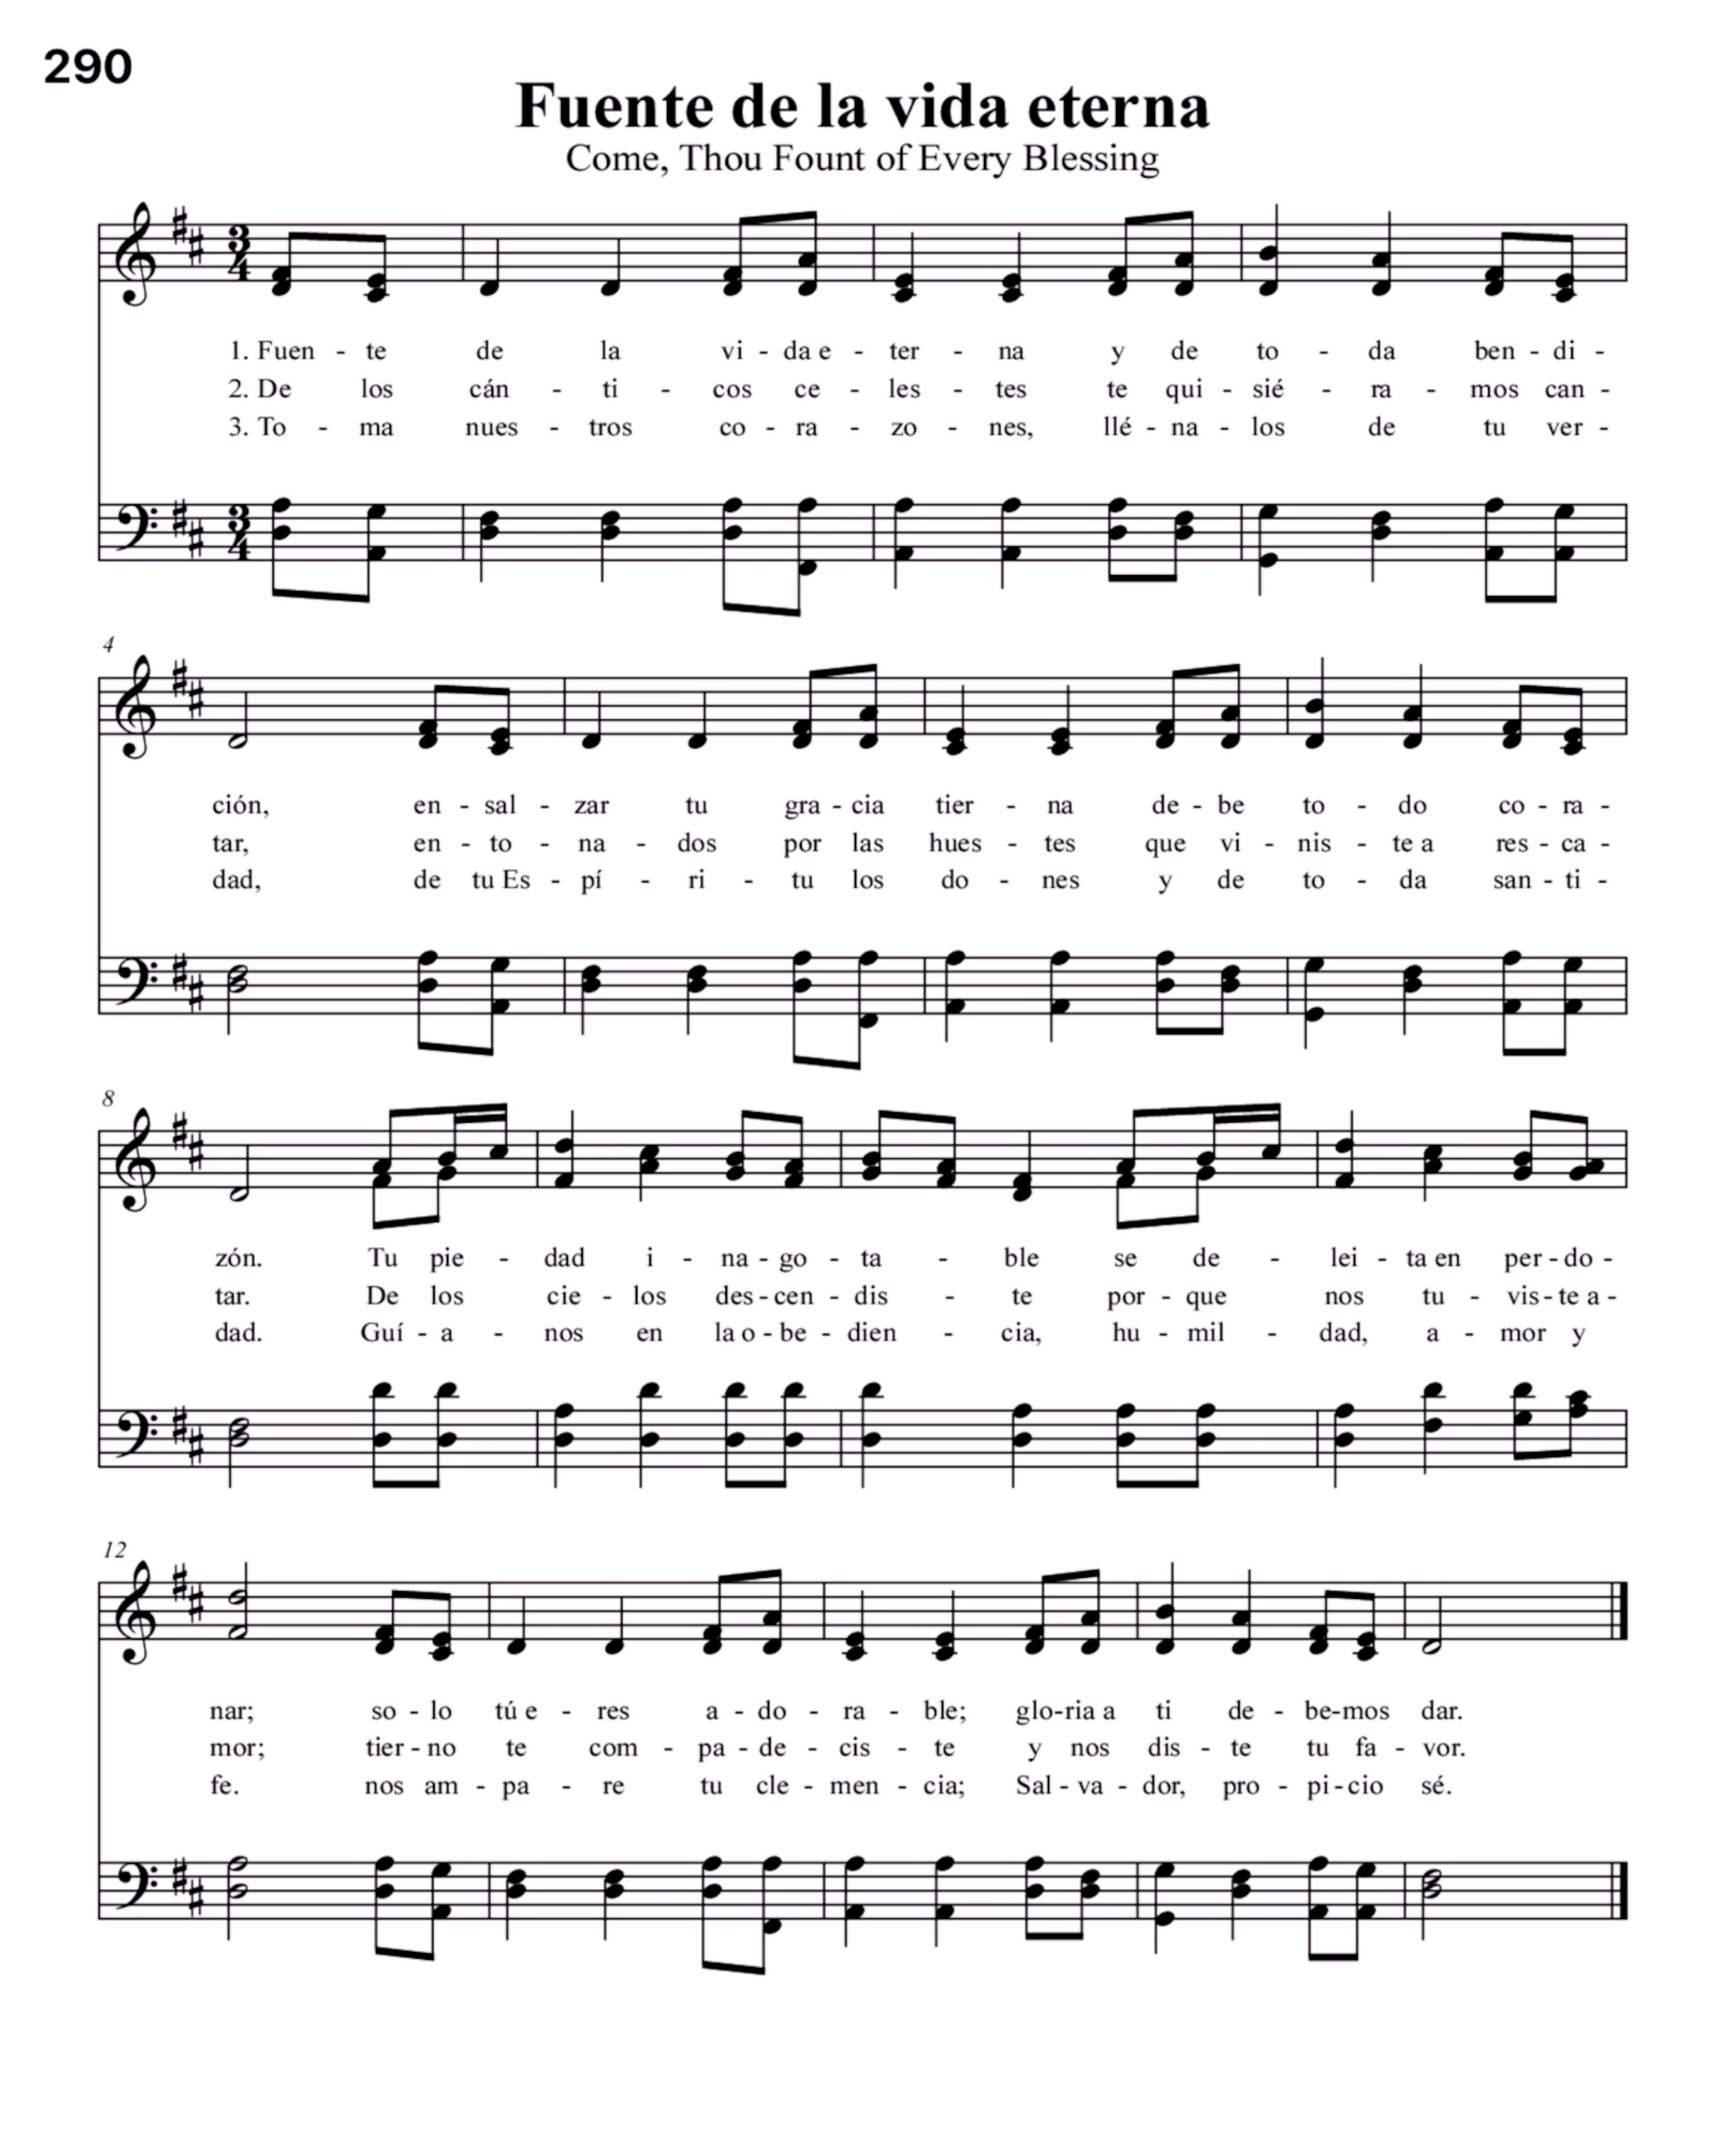 290
Fuente de la vida eterna
Come, Thou Fount of Every Blessing
3 4
1. Fuen - te de la vi - da e - ter - na y de to - da ben - di -
2. De los cán - ti - cos ce - les - tes te qui - sié - ra - mos can -
3. To - ma nues - tros co - ra - zo - nes, llé - na - los de tu ver -
3 4
4
ción, en - sal - zar tu gra - cia tier - na de - be to - do co - ra -
tar, en - to - na - dos por las hues - tes que vi - nis - te a res - ca -
dad, de tu Es - pí - ri - tu los do - nes y de to - da san - ti -
8
zón. Tu pie - dad i - na - go - ta - ble se de - lei - ta en per - do -
tar. De los cie - los des - cen - dis - te por - que nos tu - vis - te a -
dad. Guí - a - nos en la o - be - dien - cia, hu - mil - dad, a - mor y
12
nar; so - lo tú e - res a - do - ra - ble; glo - ria a ti de - be - mos dar.
mor; tier - no te com - pa - de - cis - te y nos dis - te tu fa - vor.
fe. nos am - pa - re tu cle - men - cia; Sal - va - dor, pro - pi - cio sé.